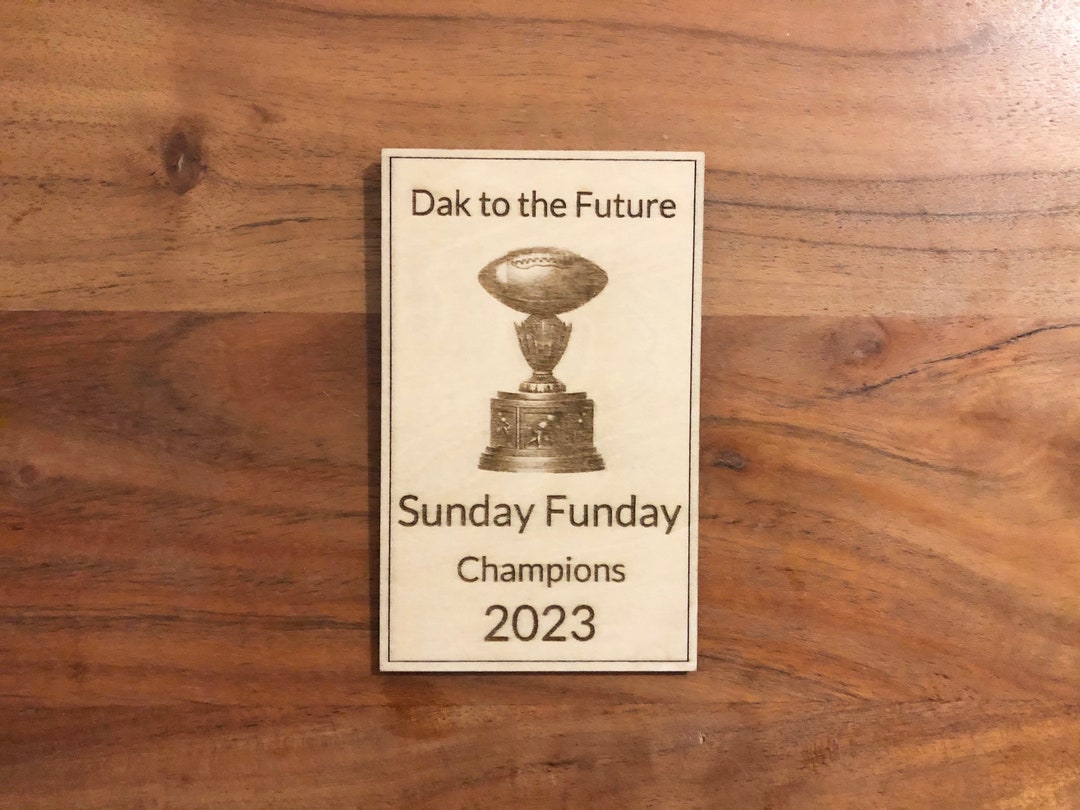 Dak to the Future
Sunday Funday
Champions
2023